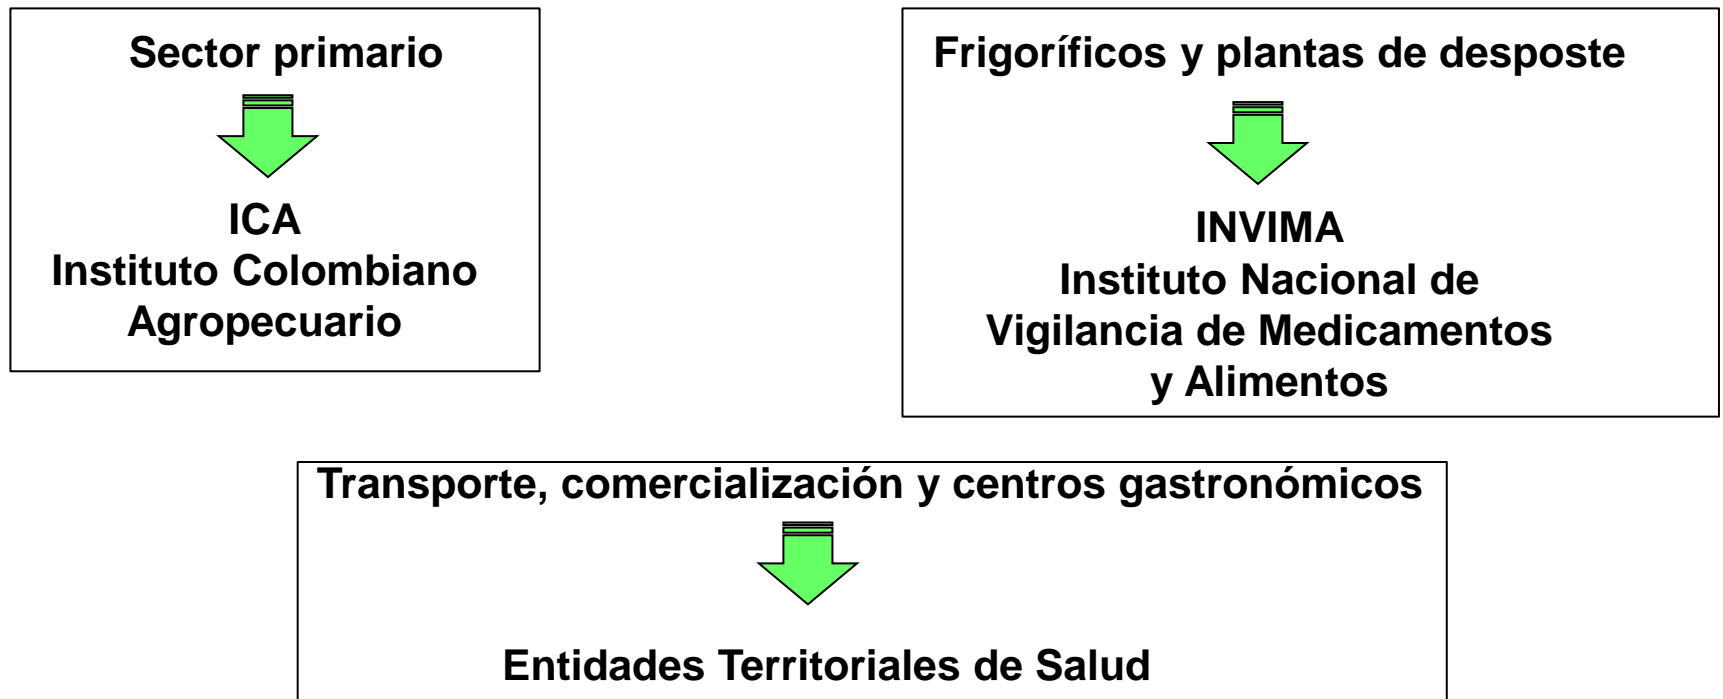 Sector primario
ICA
Instituto Colombiano
Agropecuario
Frigoríficos y plantas de desposte
INVIMA
Instituto Nacional de
Vigilancia de Medicamentos
y Alimentos
Transporte, comercialización y centros gastronómicos
Entidades Territoriales de Salud